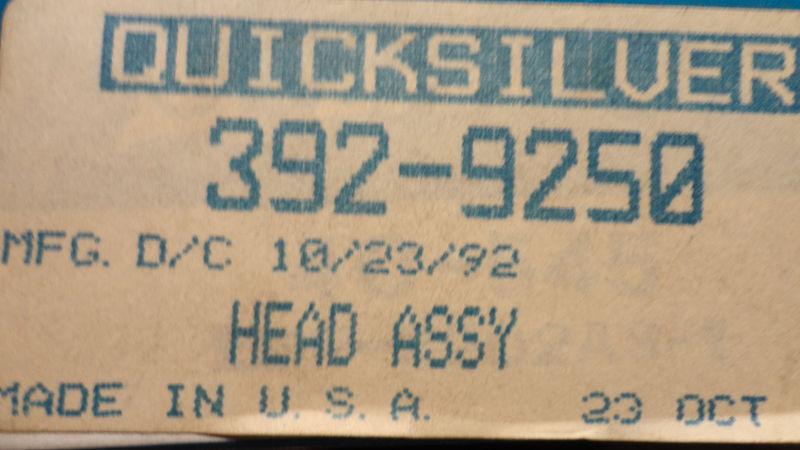 QUICKSILVER
392-9250
MFG. D/C 10/23/92
HEAD ASSY
MADE IN U.S.A. 23 OCT